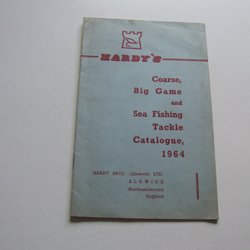 HARDY'S
Coarse,
Big Game
and
Sea Fishing
Tackle
Catalogue,
1964
HARDY BROS. (Alnwick) LTD.
ALNWICK
Northumberland
England